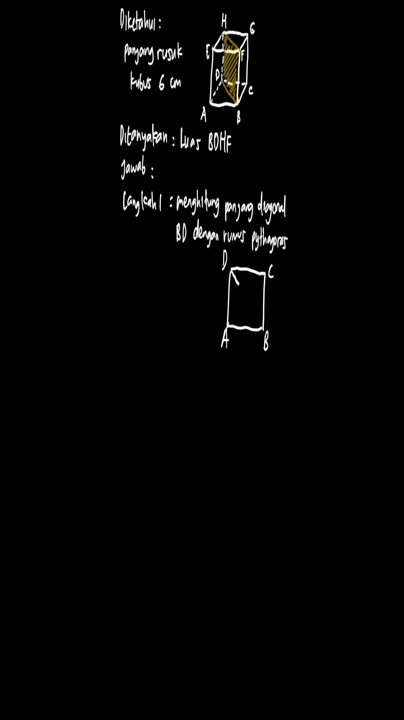 Diketahui :
panjang rusuk
kubus 6 cm
H G
E F
D C
A B
Ditanyakan : Luas BDHF
Jawab :
Langkah 1 : menghitung panjang diagonal
BD dengan rumus pythagoras
D C
A B